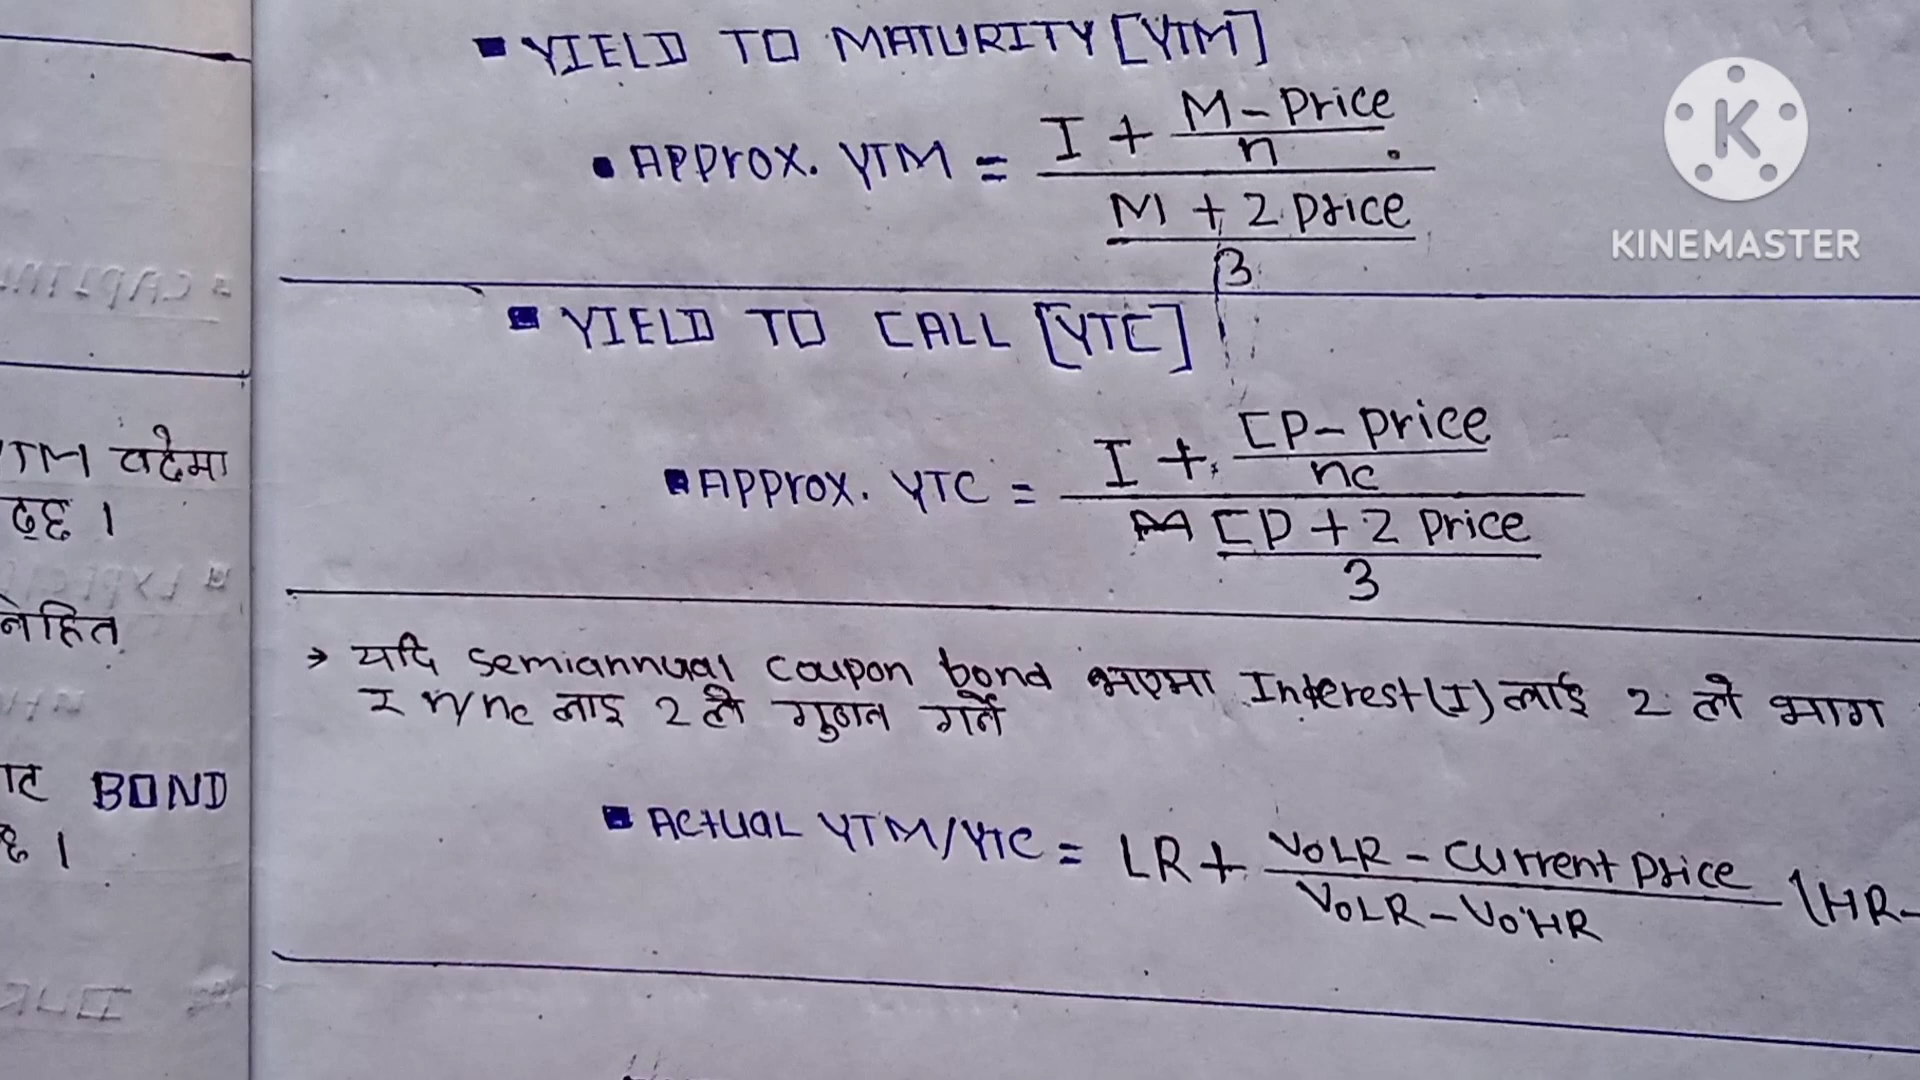 ▪ YIELD TO MATURITY [YTM]
• Approx. YTM = I + M - Price / n
M + 2 Price / 3
▪ YIELD TO CALL [YTC]
▪ Approx. YTC = I + CP - Price / nc
CP + 2 Price / 3
→ यदि semiannual coupon bond भएमा Interest (I) लाई 2 ले भाग
र n/nc लाइ 2 ले गुणन गर्ने
▪ Actual YTM/YTC = LR + VoLR - Current Price / VoLR - VoHR (HR-
YTM बढेमा
निहित
BOND
छ ।
K
KINEMASTER